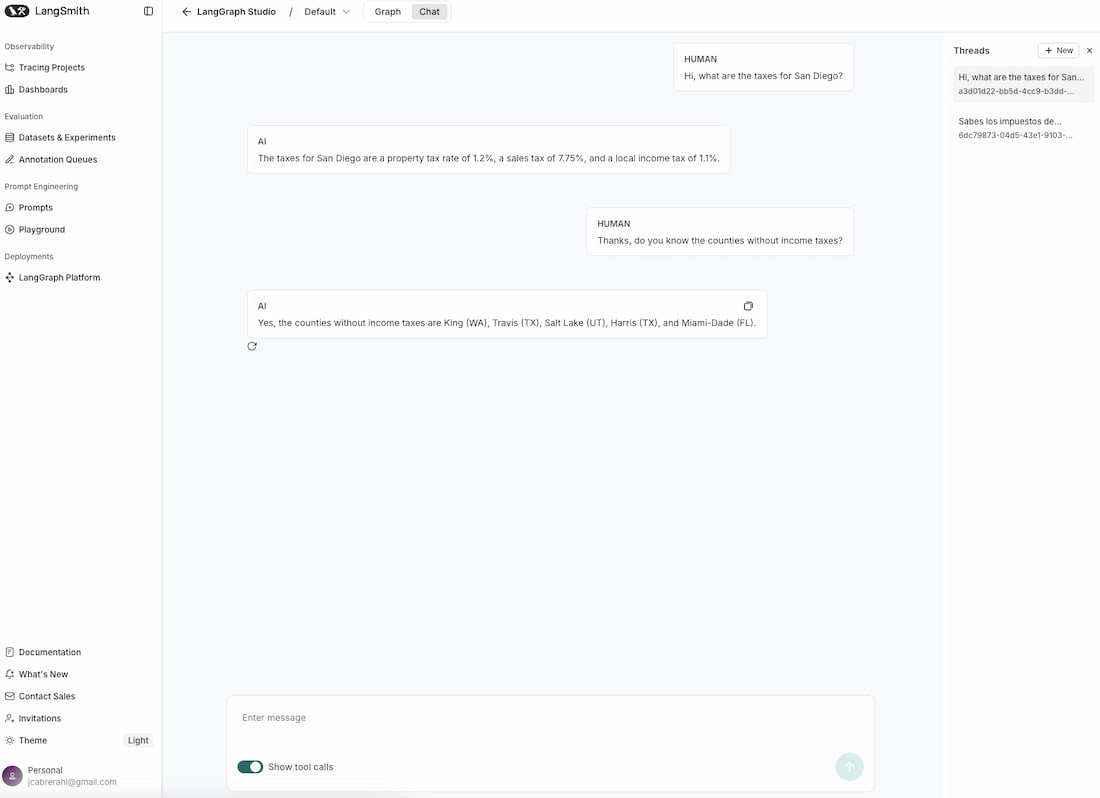 LangSmith
Observability
Tracing Projects
Dashboards
Evaluation
Datasets & Experiments
Annotation Queues
Prompt Engineering
Prompts
Playground
Deployments
LangGraph Platform
Documentation
What's New
Contact Sales
Invitations
Theme Light
Personal
jcabrerahi@gmail.com
LangGraph Studio / Default Graph Chat
HUMAN
Hi, what are the taxes for San Diego?
AI
The taxes for San Diego are a property tax rate of 1.2%, a sales tax of 7.75%, and a local income tax of 1.1%.
HUMAN
Thanks, do you know the counties without income taxes?
AI
Yes, the counties without income taxes are King (WA), Travis (TX), Salt Lake (UT), Harris (TX), and Miami-Dade (FL).
Enter message
Show tool calls
Threads + New ×
Hi, what are the taxes for San...
a3d01d22-bb5d-4cc9-b3dd-...
Sabes los impuestos de...
6dc79873-04d5-43e1-9103-...